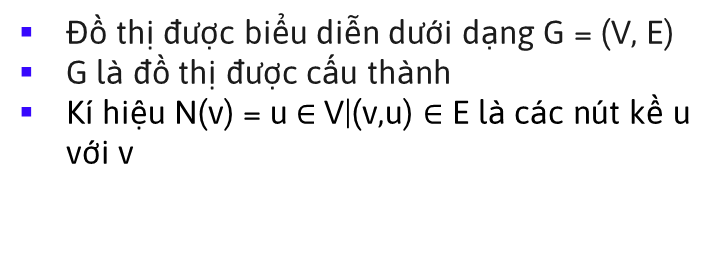 ▪ Đồ thị được biểu diễn dưới dạng G = (V, E)
▪ G là đồ thị được cấu thành
▪ Kí hiệu N(v) = u ∈ V|(v,u) ∈ E là các nút kề u
với v